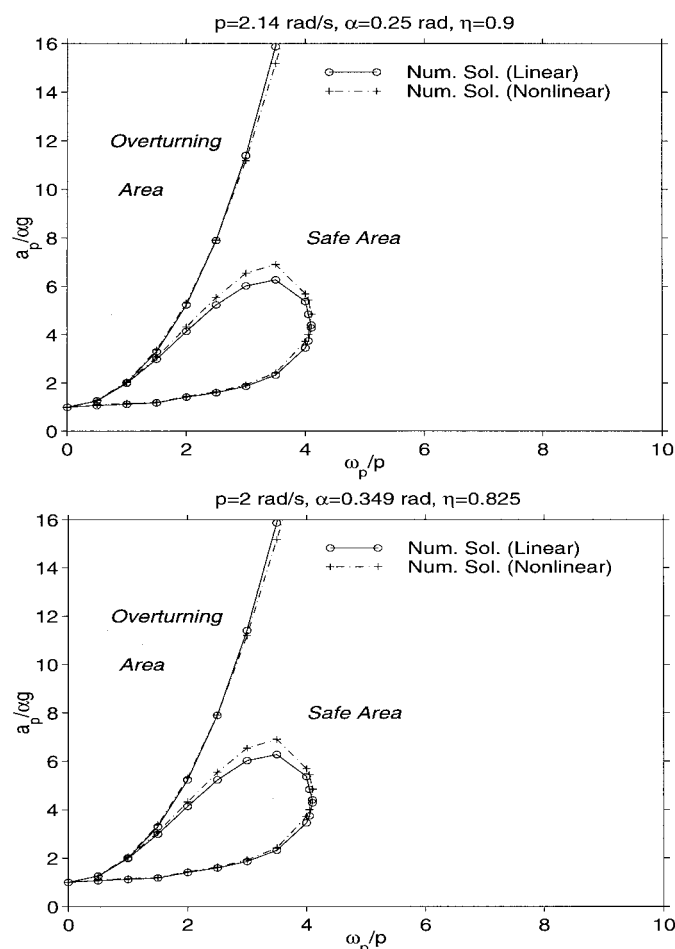 p=2.14 rad/s, α=0.25 rad, η=0.9
16
14
12
10
8
6
4
2
0
a_p/αg
Num. Sol. (Linear)
Num. Sol. (Nonlinear)
Overturning
Area
Safe Area
0 2 4 6 8 10
ω_p/p
p=2 rad/s, α=0.349 rad, η=0.825
16
14
12
10
8
6
4
2
0
a_p/αg
Num. Sol. (Linear)
Num. Sol. (Nonlinear)
Overturning
Area
Safe Area
0 2 4 6 8 10
ω_p/p